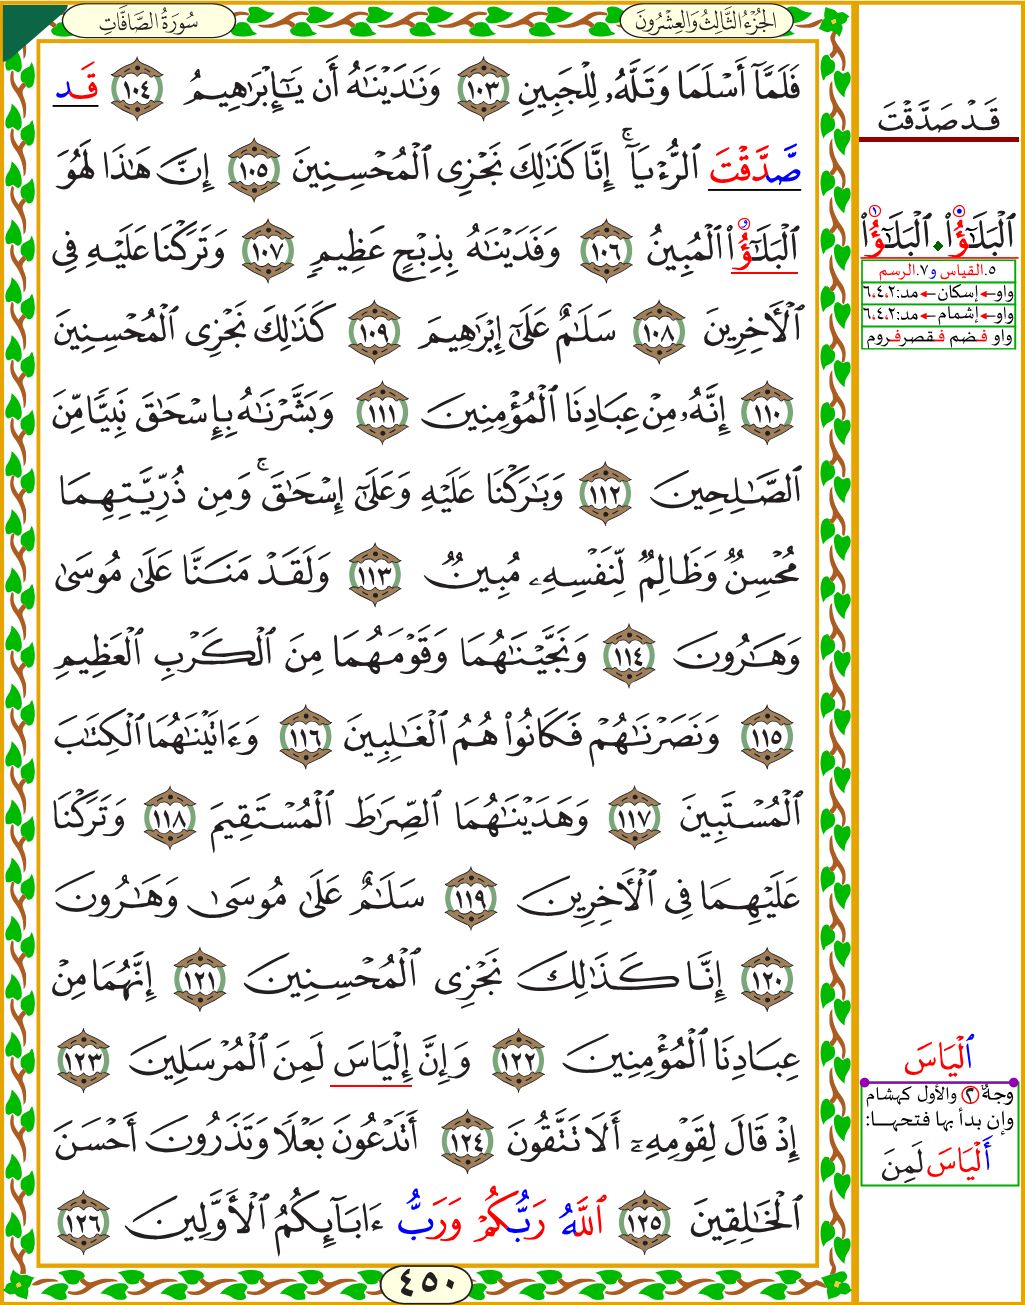 سُورَةُ الصَّافَّاتِ
الجُزْءُ الثَّالِثُ وَالعِشْرُونَ
فَلَمَّآ أَسْلَمَا وَتَلَّهُۥ لِلْجَبِينِ ١٠٣ وَنَٰدَيْنَٰهُ أَن يَٰٓإِبْرَٰهِيمُ ١٠٤ قَد
صَّدَّقْتَ ٱلرُّءْيَآ ۚ إِنَّا كَذَٰلِكَ نَجْزِى ٱلْمُحْسِنِينَ ١٠٥ إِنَّ هَٰذَا لَهُوَ
ٱلْبَلَٰٓؤُا۟ ٱلْمُبِينُ ١٠٦ وَفَدَيْنَٰهُ بِذِبْحٍ عَظِيمٍ ١٠٧ وَتَرَكْنَا عَلَيْهِ فِى
ٱلْأَخِرِينَ ١٠٨ سَلَٰمٌ عَلَىٰٓ إِبْرَٰهِيمَ ١٠٩ كَذَٰلِكَ نَجْزِى ٱلْمُحْسِنِينَ
١١٠ إِنَّهُۥ مِنْ عِبَادِنَا ٱلْمُؤْمِنِينَ ١١١ وَبَشَّرْنَٰهُ بِإِسْحَٰقَ نَبِيًّا مِّنَ
ٱلصَّٰلِحِينَ ١١٢ وَبَٰرَكْنَا عَلَيْهِ وَعَلَىٰٓ إِسْحَٰقَ ۚ وَمِن ذُرِّيَّتِهِمَا
مُحْسِنٌ وَظَالِمٌ لِّنَفْسِهِۦ مُبِينٌ ١١٣ وَلَقَدْ مَنَنَّا عَلَىٰ مُوسَىٰ
وَهَٰرُونَ ١١٤ وَنَجَّيْنَٰهُمَا وَقَوْمَهُمَا مِنَ ٱلْكَرْبِ ٱلْعَظِيمِ
١١٥ وَنَصَرْنَٰهُمْ فَكَانُوا۟ هُمُ ٱلْغَٰلِبِينَ ١١٦ وَءَاتَيْنَٰهُمَا ٱلْكِتَٰبَ
ٱلْمُسْتَبِينَ ١١٧ وَهَدَيْنَٰهُمَا ٱلصِّرَٰطَ ٱلْمُسْتَقِيمَ ١١٨ وَتَرَكْنَا
عَلَيْهِمَا فِى ٱلْأَخِرِينَ ١١٩ سَلَٰمٌ عَلَىٰ مُوسَىٰ وَهَٰرُونَ
١٢٠ إِنَّا كَذَٰلِكَ نَجْزِى ٱلْمُحْسِنِينَ ١٢١ إِنَّهُمَا مِنْ
عِبَادِنَا ٱلْمُؤْمِنِينَ ١٢٢ وَإِنَّ إِلْيَاسَ لَمِنَ ٱلْمُرْسَلِينَ ١٢٣
إِذْ قَالَ لِقَوْمِهِۦٓ أَلَا تَتَّقُونَ ١٢٤ أَتَدْعُونَ بَعْلًا وَتَذَرُونَ أَحْسَنَ
ٱلْخَٰلِقِينَ ١٢٥ ٱللَّهُ رَبُّكُمْ وَرَبُّ ءَابَآئِكُمُ ٱلْأَوَّلِينَ ١٢٦
٤٥٠
قَدْ صَدَّقْتَ
ٱلْبَلَٰٓؤُا۟ ٱلْبَلَٰٓؤُا۟
٥.القياس و٧.الرسم
واو←إسكان←مد:٦،٤،٢
واو←إشمام←مد:٦،٤،٢
واو فضم فقصر فروم
ٱلْيَاسَ
وجهٌ ٢ والأول كهشام
وإن بدأ بها فتحهـا:
أَلْيَاسَ لَمِنَ